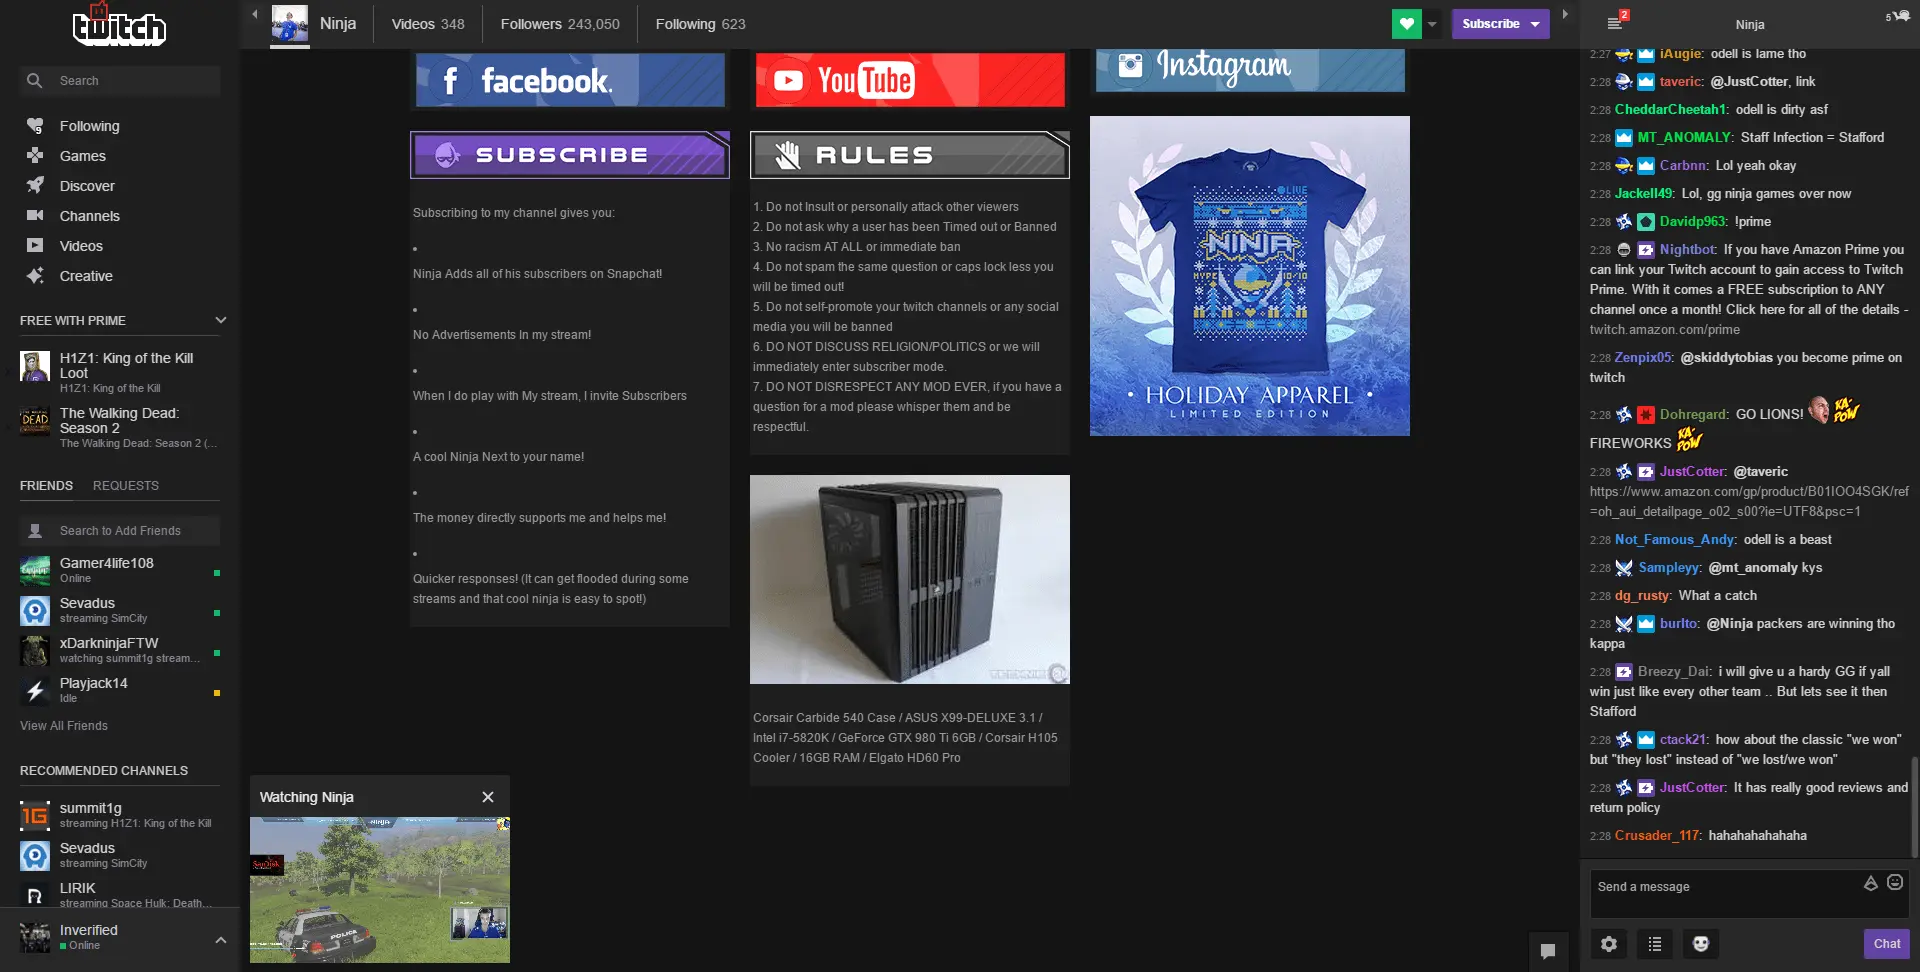 twitch
Search
Following
9
Games
Discover
Channels
Videos
Creative
FREE WITH PRIME
H1Z1: King of the Kill
Loot
H1Z1: King of the Kill
The Walking Dead:
Season 2
The Walking Dead: Season 2 (...
FRIENDS REQUESTS
Search to Add Friends
Gamer4life108
Online
Sevadus
streaming SimCity
xDarkninjaFTW
watching summit1g stream...
Playjack14
Idle
View All Friends
RECOMMENDED CHANNELS
summit1g
streaming H1Z1: King of the Kill
Sevadus
streaming SimCity
LIRIK
streaming Space Hulk: Death...
Inverified
Online
Ninja Videos 348 Followers 243,050 Following 623
Subscribe
facebook.
YouTube
Instagram
SUBSCRIBE
Subscribing to my channel gives you:
•
Ninja Adds all of his subscribers on Snapchat!
•
No Advertisements In my stream!
•
When I do play with My stream, I invite Subscribers
•
A cool Ninja Next to your name!
•
The money directly supports me and helps me!
•
Quicker responses! (It can get flooded during some
streams and that cool ninja is easy to spot!)
RULES
1. Do not Insult or personally attack other viewers
2. Do not ask why a user has been Timed out or Banned
3. No racism AT ALL or immediate ban
4. Do not spam the same question or caps lock less you
will be timed out!
5. Do not self-promote your twitch channels or any social
media you will be banned
6. DO NOT DISCUSS RELIGION/POLITICS or we will
immediately enter subscriber mode.
7. DO NOT DISRESPECT ANY MOD EVER, if you have a
question for a mod please whisper them and be
respectful.
Corsair Carbide 540 Case / ASUS X99-DELUXE 3.1 /
Intel i7-5820K / GeForce GTX 980 Ti 6GB / Corsair H105
Cooler / 16GB RAM / Elgato HD60 Pro
LIVE
NINJA
HYPE 10/10
• HOLIDAY APPAREL •
LIMITED EDITION
Watching Ninja
NINJA
SanDisk
POLICE
2
Ninja
5
2:27 iAugie: odell is lame tho
2:28 taveric: @JustCotter, link
2:28 CheddarCheetah1: odell is dirty asf
2:28 MT_ANOMALY: Staff Infection = Stafford
2:28 Carbnn: Lol yeah okay
2:28 Jackell49: Lol, gg ninja games over now
2:28 Davidp963: !prime
2:28 Nightbot: If you have Amazon Prime you
can link your Twitch account to gain access to Twitch
Prime. With it comes a FREE subscription to ANY
channel once a month! Click here for all of the details -
twitch.amazon.com/prime
2:28 Zenpix05: @skiddytobias you become prime on
twitch
2:28 Dohregard: GO LIONS! KA-POW
FIREWORKS KA-POW
2:28 JustCotter: @taveric
https://www.amazon.com/gp/product/B01IOO4SGK/ref
=oh_aui_detailpage_o02_s00?ie=UTF8&psc=1
2:28 Not_Famous_Andy: odell is a beast
2:28 Sampleyy: @mt_anomaly kys
2:28 dg_rusty: What a catch
2:28 burlto: @Ninja packers are winning tho
kappa
2:28 Breezy_Dai: i will give u a hardy GG if yall
win just like every other team .. But lets see it then
Stafford
2:28 ctack21: how about the classic "we won"
but "they lost" instead of "we lost/we won"
2:28 JustCotter: It has really good reviews and
return policy
2:28 Crusader_117: hahahahahahaha
Send a message
Chat